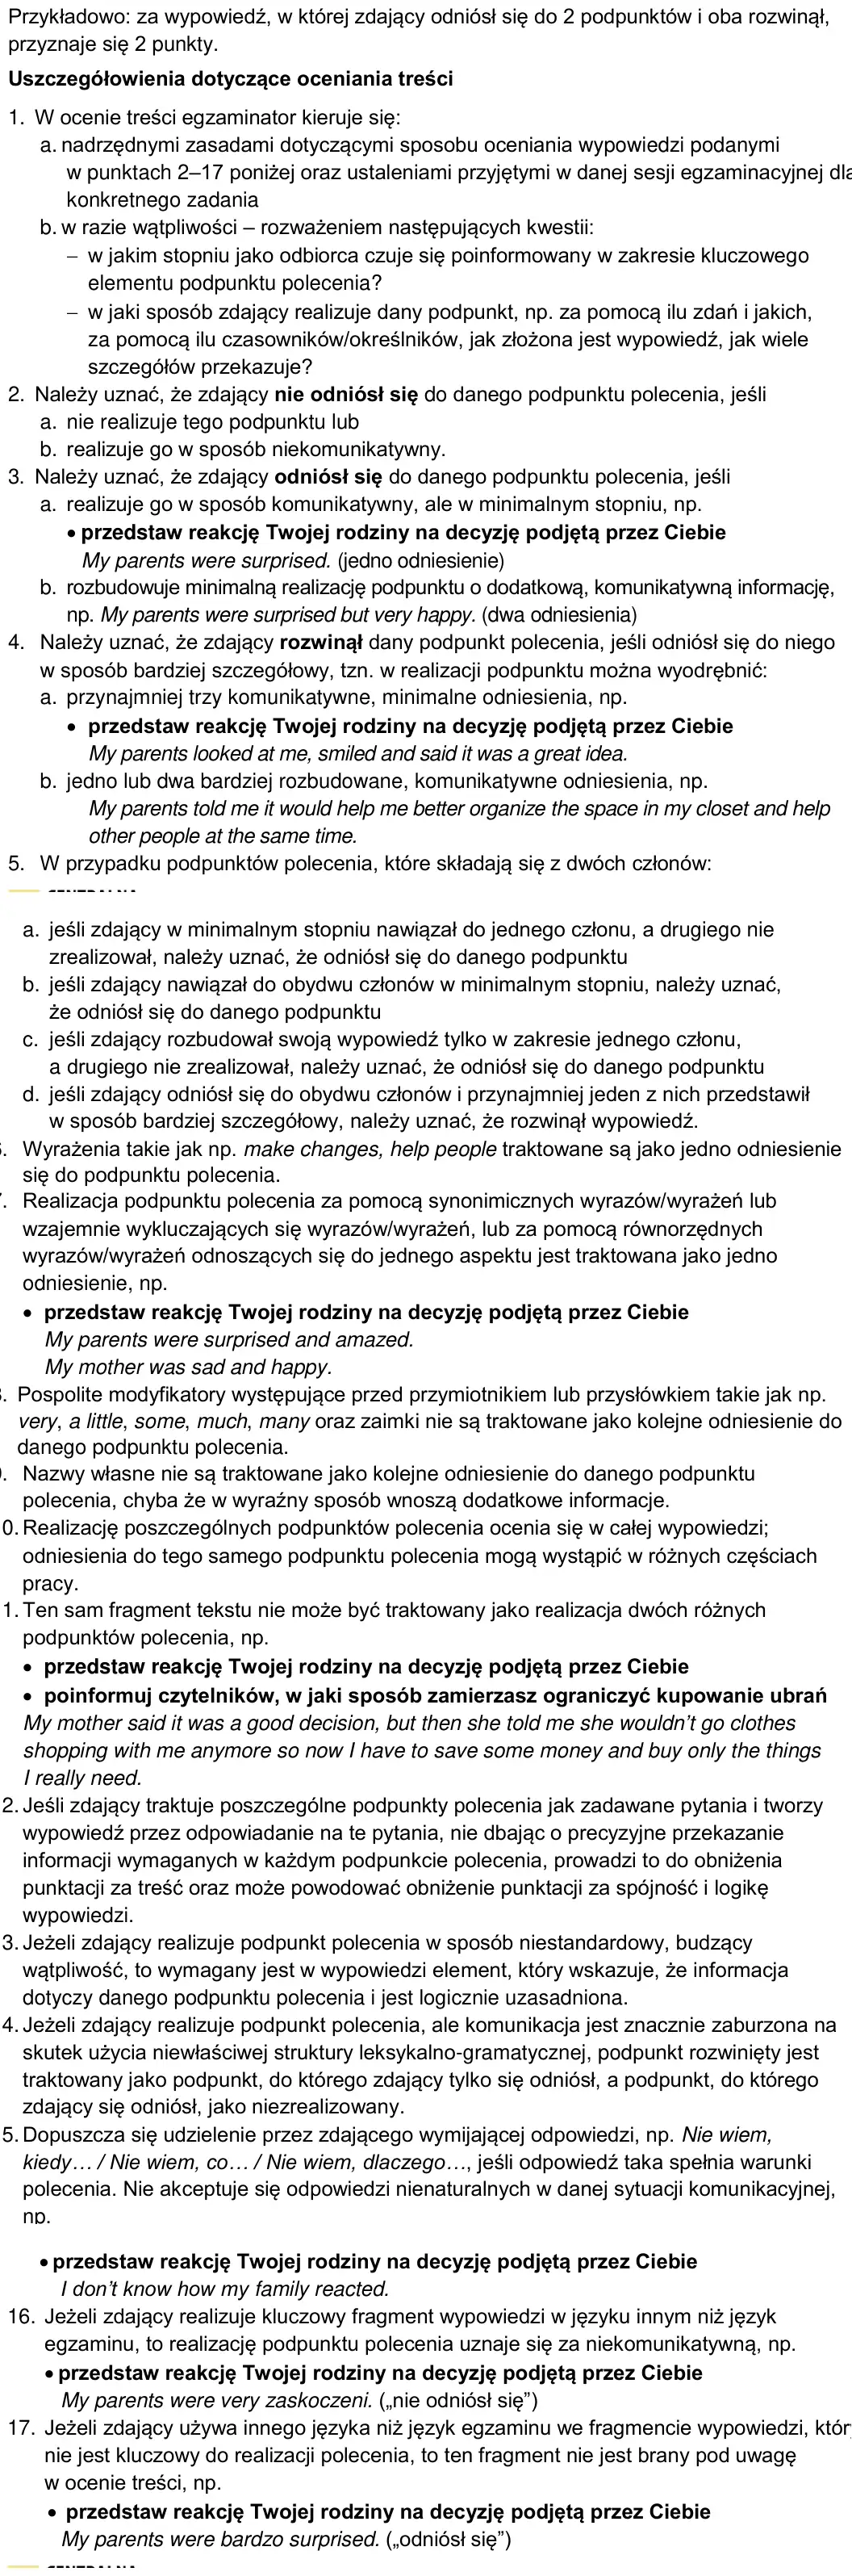 Przykładowo: za wypowiedź, w której zdający odniósł się do 2 podpunktów i oba rozwinął,
przyznaje się 2 punkty.
Uszczegółowienia dotyczące oceniania treści
1. W ocenie treści egzaminator kieruje się:
a. nadrzędnymi zasadami dotyczącymi sposobu oceniania wypowiedzi podanymi
w punktach 2–17 poniżej oraz ustaleniami przyjętymi w danej sesji egzaminacyjnej dla
konkretnego zadania
b. w razie wątpliwości – rozważeniem następujących kwestii:
– w jakim stopniu jako odbiorca czuje się poinformowany w zakresie kluczowego
elementu podpunktu polecenia?
– w jaki sposób zdający realizuje dany podpunkt, np. za pomocą ilu zdań i jakich,
za pomocą ilu czasowników/określników, jak złożona jest wypowiedź, jak wiele
szczegółów przekazuje?
2. Należy uznać, że zdający nie odniósł się do danego podpunktu polecenia, jeśli
a. nie realizuje tego podpunktu lub
b. realizuje go w sposób niekomunikatywny.
3. Należy uznać, że zdający odniósł się do danego podpunktu polecenia, jeśli
a. realizuje go w sposób komunikatywny, ale w minimalnym stopniu, np.
• przedstaw reakcję Twojej rodziny na decyzję podjętą przez Ciebie
My parents were surprised. (jedno odniesienie)
b. rozbudowuje minimalną realizację podpunktu o dodatkową, komunikatywną informację,
np. My parents were surprised but very happy. (dwa odniesienia)
4. Należy uznać, że zdający rozwinął dany podpunkt polecenia, jeśli odniósł się do niego
w sposób bardziej szczegółowy, tzn. w realizacji podpunktu można wyodrębnić:
a. przynajmniej trzy komunikatywne, minimalne odniesienia, np.
• przedstaw reakcję Twojej rodziny na decyzję podjętą przez Ciebie
My parents looked at me, smiled and said it was a great idea.
b. jedno lub dwa bardziej rozbudowane, komunikatywne odniesienia, np.
My parents told me it would help me better organize the space in my closet and help
other people at the same time.
5. W przypadku podpunktów polecenia, które składają się z dwóch członów:
a. jeśli zdający w minimalnym stopniu nawiązał do jednego członu, a drugiego nie
zrealizował, należy uznać, że odniósł się do danego podpunktu
b. jeśli zdający nawiązał do obydwu członów w minimalnym stopniu, należy uznać,
że odniósł się do danego podpunktu
c. jeśli zdający rozbudował swoją wypowiedź tylko w zakresie jednego członu,
a drugiego nie zrealizował, należy uznać, że odniósł się do danego podpunktu
d. jeśli zdający odniósł się do obydwu członów i przynajmniej jeden z nich przedstawił
w sposób bardziej szczegółowy, należy uznać, że rozwinął wypowiedź.
. Wyrażenia takie jak np. make changes, help people traktowane są jako jedno odniesienie
się do podpunktu polecenia.
. Realizacja podpunktu polecenia za pomocą synonimicznych wyrazów/wyrażeń lub
wzajemnie wykluczających się wyrazów/wyrażeń, lub za pomocą równorzędnych
wyrazów/wyrażeń odnoszących się do jednego aspektu jest traktowana jako jedno
odniesienie, np.
• przedstaw reakcję Twojej rodziny na decyzję podjętą przez Ciebie
My parents were surprised and amazed.
My mother was sad and happy.
. Pospolite modyfikatory występujące przed przymiotnikiem lub przysłówkiem takie jak np.
very, a little, some, much, many oraz zaimki nie są traktowane jako kolejne odniesienie do
danego podpunktu polecenia.
. Nazwy własne nie są traktowane jako kolejne odniesienie do danego podpunktu
polecenia, chyba że w wyraźny sposób wnoszą dodatkowe informacje.
0. Realizację poszczególnych podpunktów polecenia ocenia się w całej wypowiedzi;
odniesienia do tego samego podpunktu polecenia mogą wystąpić w różnych częściach
pracy.
1. Ten sam fragment tekstu nie może być traktowany jako realizacja dwóch różnych
podpunktów polecenia, np.
• przedstaw reakcję Twojej rodziny na decyzję podjętą przez Ciebie
• poinformuj czytelników, w jaki sposób zamierzasz ograniczyć kupowanie ubrań
My mother said it was a good decision, but then she told me she wouldn't go clothes
shopping with me anymore so now I have to save some money and buy only the things
I really need.
2. Jeśli zdający traktuje poszczególne podpunkty polecenia jak zadawane pytania i tworzy
wypowiedź przez odpowiadanie na te pytania, nie dbając o precyzyjne przekazanie
informacji wymaganych w każdym podpunkcie polecenia, prowadzi to do obniżenia
punktacji za treść oraz może powodować obniżenie punktacji za spójność i logikę
wypowiedzi.
3. Jeżeli zdający realizuje podpunkt polecenia w sposób niestandardowy, budzący
wątpliwość, to wymagany jest w wypowiedzi element, który wskazuje, że informacja
dotyczy danego podpunktu polecenia i jest logicznie uzasadniona.
4. Jeżeli zdający realizuje podpunkt polecenia, ale komunikacja jest znacznie zaburzona na
skutek użycia niewłaściwej struktury leksykalno-gramatycznej, podpunkt rozwinięty jest
traktowany jako podpunkt, do którego zdający tylko się odniósł, a podpunkt, do którego
zdający się odniósł, jako niezrealizowany.
5. Dopuszcza się udzielenie przez zdającego wymijającej odpowiedzi, np. Nie wiem,
kiedy… / Nie wiem, co… / Nie wiem, dlaczego…, jeśli odpowiedź taka spełnia warunki
polecenia. Nie akceptuje się odpowiedzi nienaturalnych w danej sytuacji komunikacyjnej,
np.
• przedstaw reakcję Twojej rodziny na decyzję podjętą przez Ciebie
I don't know how my family reacted.
16. Jeżeli zdający realizuje kluczowy fragment wypowiedzi w języku innym niż język
egzaminu, to realizację podpunktu polecenia uznaje się za niekomunikatywną, np.
• przedstaw reakcję Twojej rodziny na decyzję podjętą przez Ciebie
My parents were very zaskoczeni. („nie odniósł się”)
17. Jeżeli zdający używa innego języka niż język egzaminu we fragmencie wypowiedzi, któr
nie jest kluczowy do realizacji polecenia, to ten fragment nie jest brany pod uwagę
w ocenie treści, np.
• przedstaw reakcję Twojej rodziny na decyzję podjętą przez Ciebie
My parents were bardzo surprised. („odniósł się”)